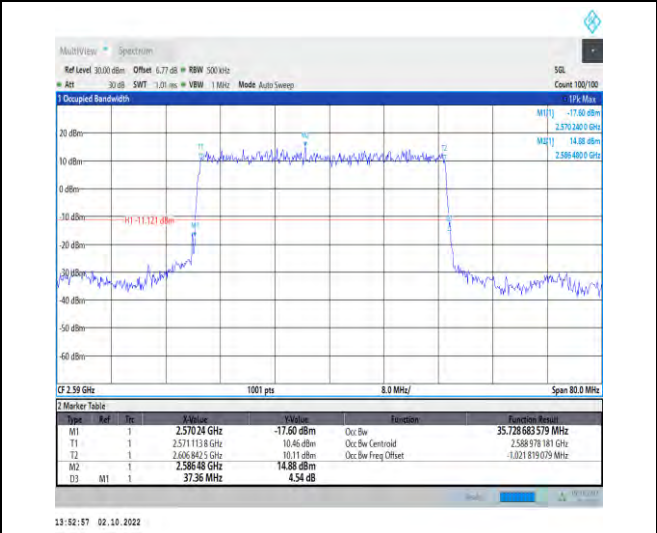 MultiView Spectrum
Ref Level 30.00 dBm Offset 6.77 dB RBW 500 kHz SGL
Att 30 dB SWT 1.01 ms VBW 1 MHz Mode Auto Sweep Count 100/100
1 Occupied Bandwidth 1Pk Max
M1[1] -17.60 dBm
2.570 240 0 GHz
M2[1] 14.88 dBm
2.586 480 0 GHz
20 dBm
M2
T1 T2
10 dBm
0 dBm
-10 dBm H1 -11.121 dBm
M1
-20 dBm
-30 dBm
-40 dBm
-50 dBm
-60 dBm
CF 2.59 GHz 1001 pts 8.0 MHz/ Span 80.0 MHz
2 Marker Table
Type Ref Trc X-Value Y-Value Function Function Result
M1 1 2.570 24 GHz -17.60 dBm Occ Bw 35.728 683 579 MHz
T1 1 2.571 113 8 GHz 10.46 dBm Occ Bw Centroid 2.588 978 181 GHz
T2 1 2.606 842 5 GHz 10.11 dBm Occ Bw Freq Offset -1.021 819 079 MHz
M2 1 2.586 48 GHz 14.88 dBm
D3 M1 1 37.36 MHz 4.54 dB
13:52:57 02.10.2022